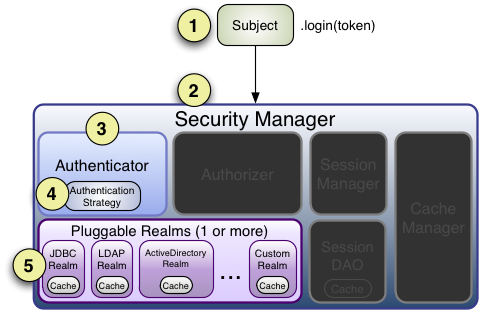 1
Subject
.login(token)
2
Security Manager
3
Authenticator
4
Authentication
Strategy
Authorizer
Session
Manager
Cache
Manager
Session
DAO
Cache
Pluggable Realms (1 or more)
5
JDBC
Realm
Cache
LDAP
Realm
Cache
ActiveDirectory
Realm
Cache
...
Custom
Realm
Cache